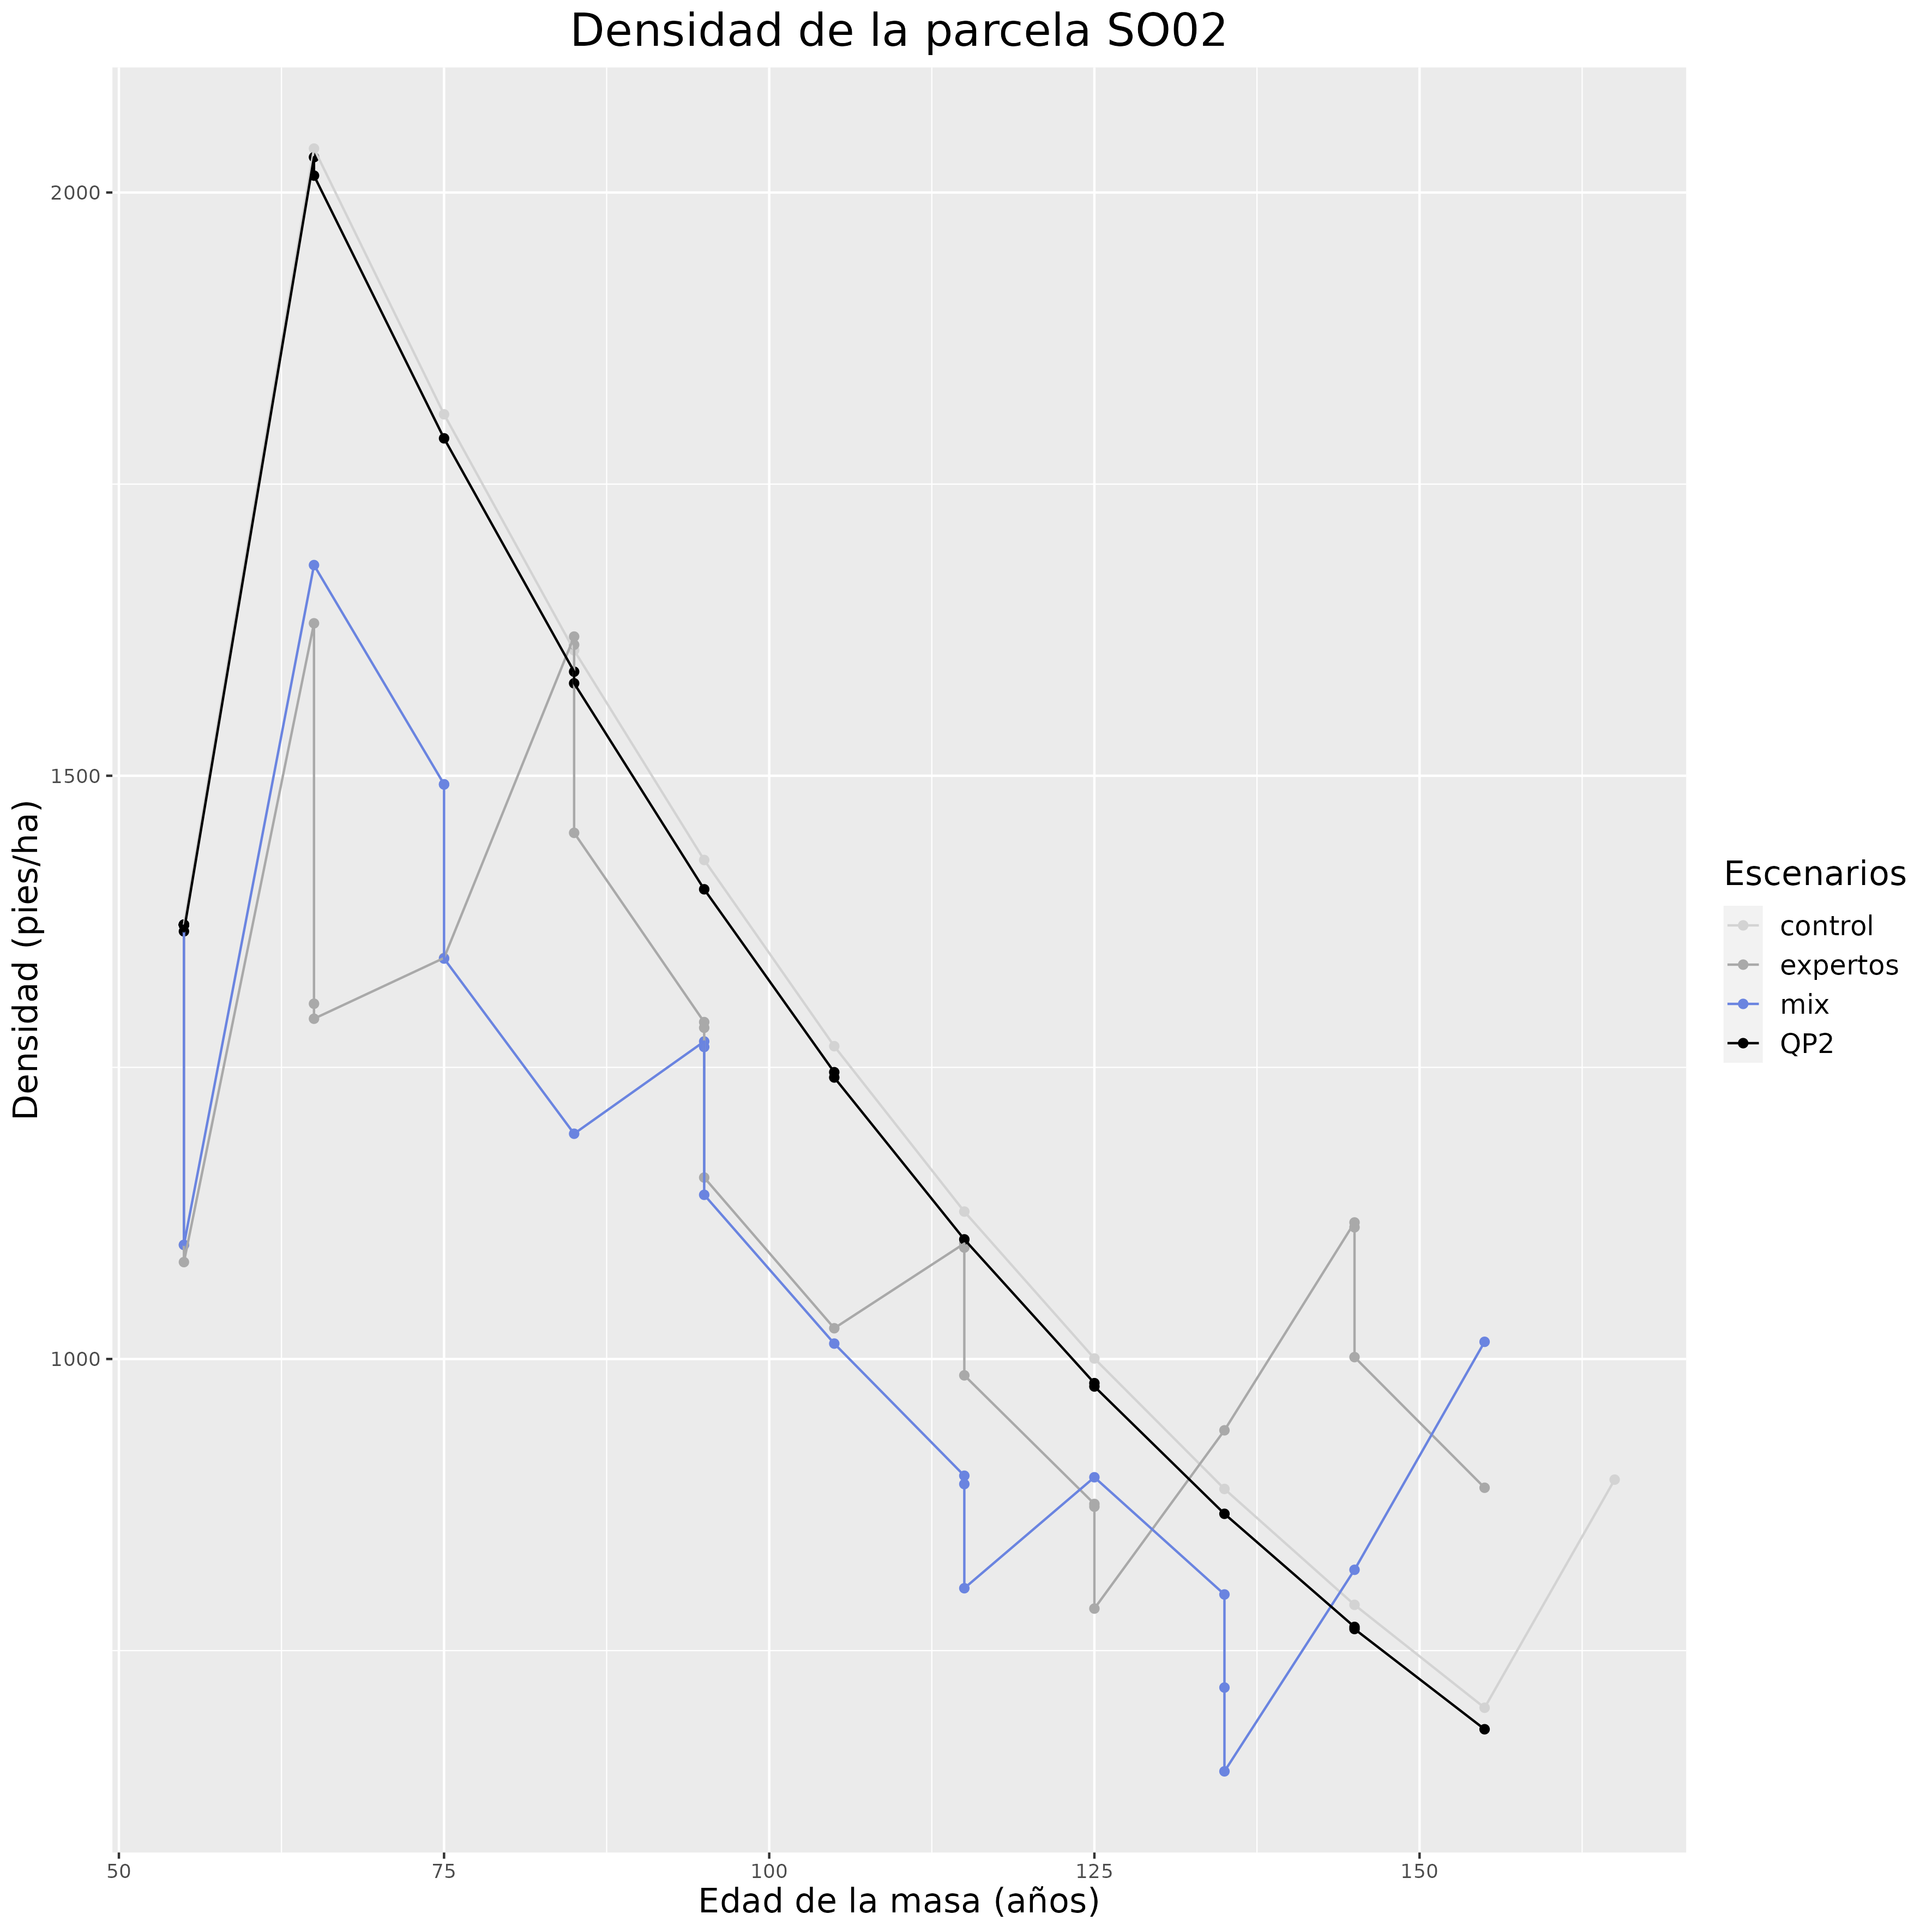 Densidad de la parcela SO02
Densidad (pies/ha)
2000
1500
1000
50
75
100
125
150
Edad de la masa (años)
Escenarios
control
expertos
mix
QP2